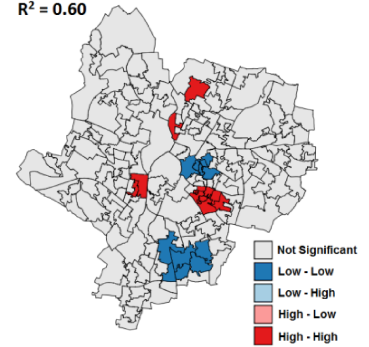 R² = 0.60
Not Significant
Low - Low
Low - High
High - Low
High - High